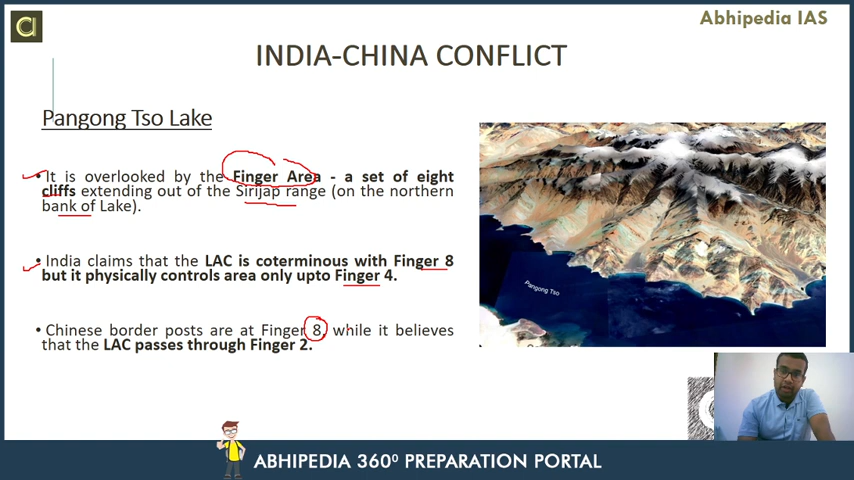 Abhipedia IAS
INDIA-CHINA CONFLICT
Pangong Tso Lake
• It is overlooked by the Finger Area - a set of eight
cliffs extending out of the Sirijap range (on the northern
bank of Lake).
• India claims that the LAC is coterminous with Finger 8
but it physically controls area only upto Finger 4.
• Chinese border posts are at Finger 8, while it believes
that the LAC passes through Finger 2.
Pangong Tso
ABHIPEDIA 360⁰ PREPARATION PORTAL